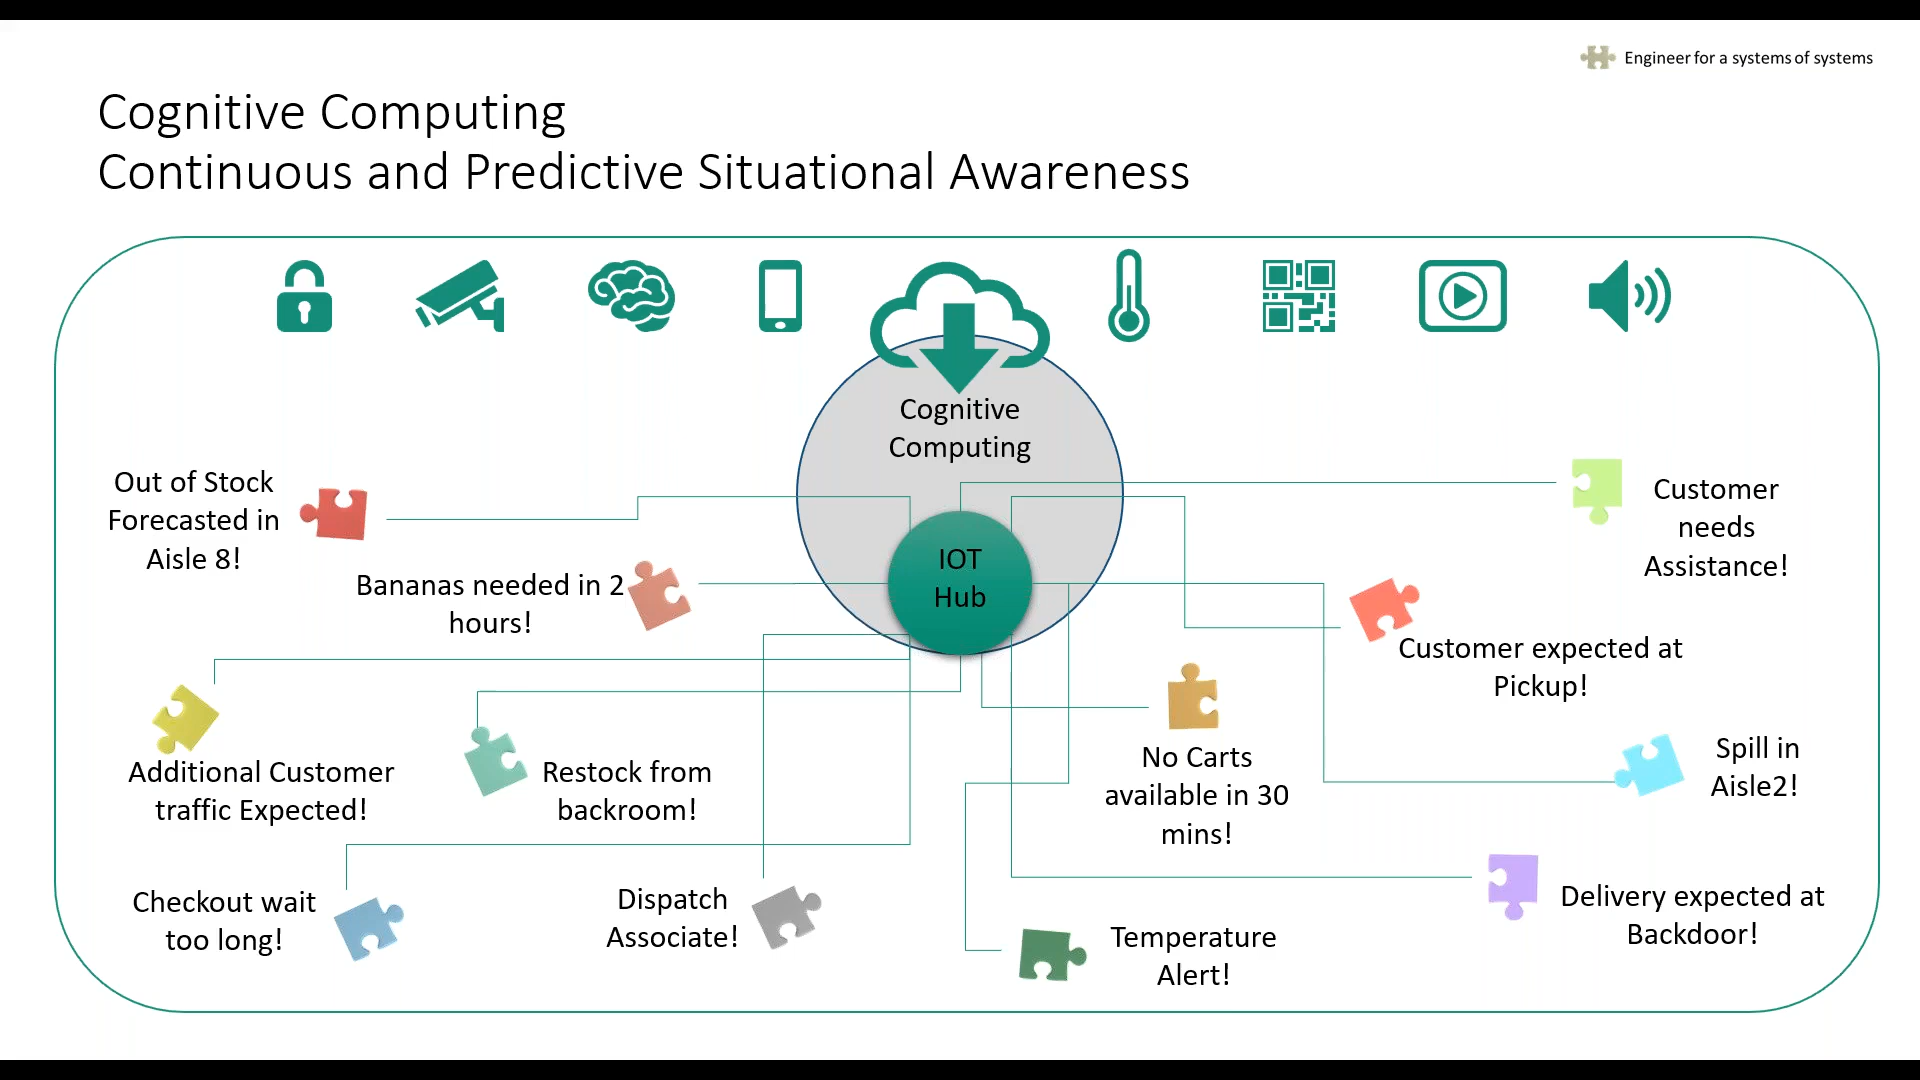 Engineer for a systems of systems
Cognitive Computing
Continuous and Predictive Situational Awareness
Cognitive
Computing
IOT
Hub
Out of Stock
Forecasted in
Aisle 8!
Bananas needed in 2
hours!
Additional Customer
traffic Expected!
Restock from
backroom!
Checkout wait
too long!
Dispatch
Associate!
Customer
needs
Assistance!
Customer expected at
Pickup!
No Carts
available in 30
mins!
Spill in
Aisle2!
Delivery expected at
Backdoor!
Temperature
Alert!